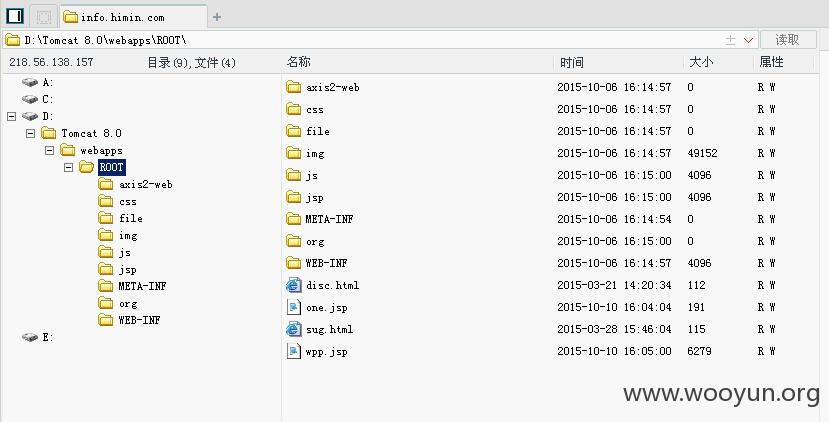 info.himin.com
D:\Tomcat 8.0\webapps\ROOT\ 读取
218.56.138.157 目录(9),文件(4) 名称 时间 大小 属性
A:
C:
D:
Tomcat 8.0
webapps
ROOT
axis2-web
css
file
img
js
jsp
META-INF
org
WEB-INF
E:
axis2-web 2015-10-06 16:14:57 0 R W
css 2015-10-06 16:14:57 0 R W
file 2015-10-06 16:14:57 0 R W
img 2015-10-06 16:14:57 49152 R W
js 2015-10-06 16:15:00 4096 R W
jsp 2015-10-06 16:15:00 4096 R W
META-INF 2015-10-06 16:14:54 0 R W
org 2015-10-06 16:15:00 0 R W
WEB-INF 2015-10-06 16:14:57 4096 R W
disc.html 2015-03-21 14:20:34 112 R W
one.jsp 2015-10-10 16:04:04 191 R W
sug.html 2015-03-28 15:46:04 115 R W
wpp.jsp 2015-10-10 16:05:00 6279 R W
www.wooyun.org